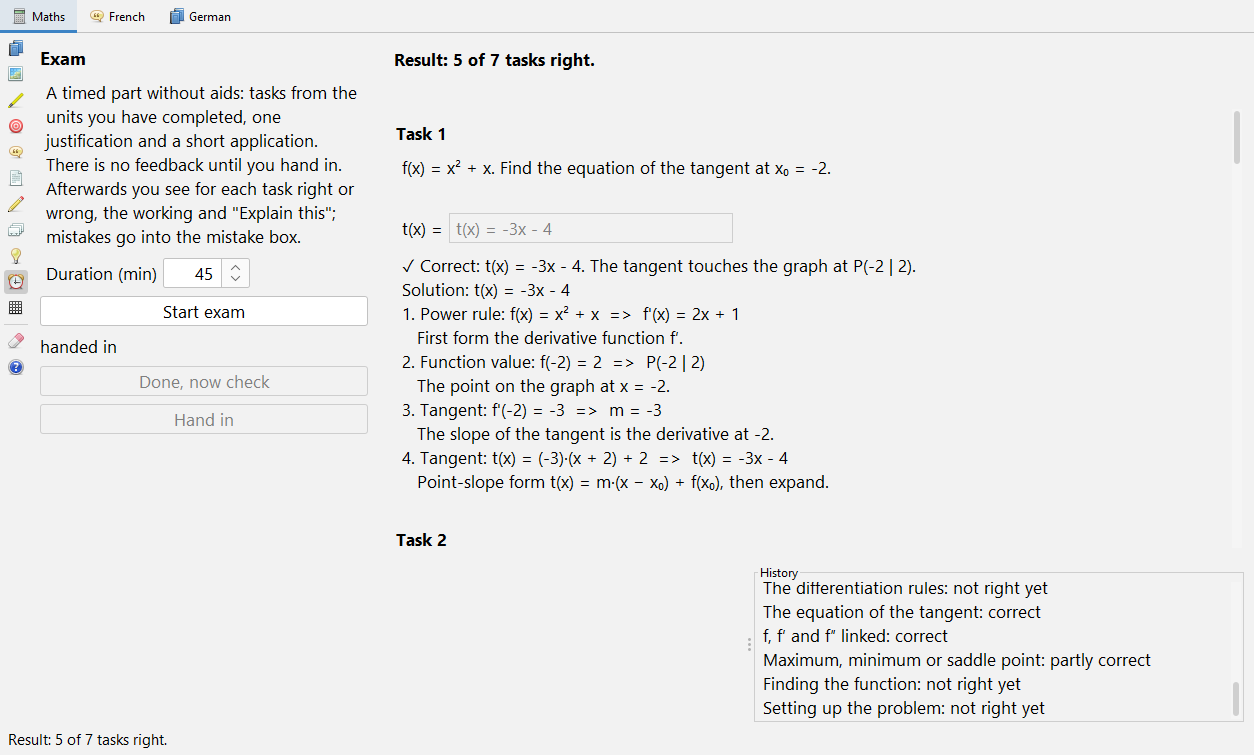 Maths French German
Exam
A timed part without aids: tasks from the
units you have completed, one
justification and a short application.
There is no feedback until you hand in.
Afterwards you see for each task right or
wrong, the working and "Explain this";
mistakes go into the mistake box.
Duration (min) 45
Start exam
handed in
Done, now check
Hand in
Result: 5 of 7 tasks right.
Task 1
f(x) = x² + x. Find the equation of the tangent at x₀ = -2.
t(x) = t(x) = -3x - 4
✓ Correct: t(x) = -3x - 4. The tangent touches the graph at P(-2 | 2).
Solution: t(x) = -3x - 4
1. Power rule: f(x) = x² + x => f′(x) = 2x + 1
First form the derivative function f′.
2. Function value: f(-2) = 2 => P(-2 | 2)
The point on the graph at x = -2.
3. Tangent: f′(-2) = -3 => m = -3
The slope of the tangent is the derivative at -2.
4. Tangent: t(x) = (-3)·(x + 2) + 2 => t(x) = -3x - 4
Point-slope form t(x) = m·(x − x₀) + f(x₀), then expand.
Task 2
History
The differentiation rules: not right yet
The equation of the tangent: correct
f, f′ and f″ linked: correct
Maximum, minimum or saddle point: partly correct
Finding the function: not right yet
Setting up the problem: not right yet
Result: 5 of 7 tasks right.